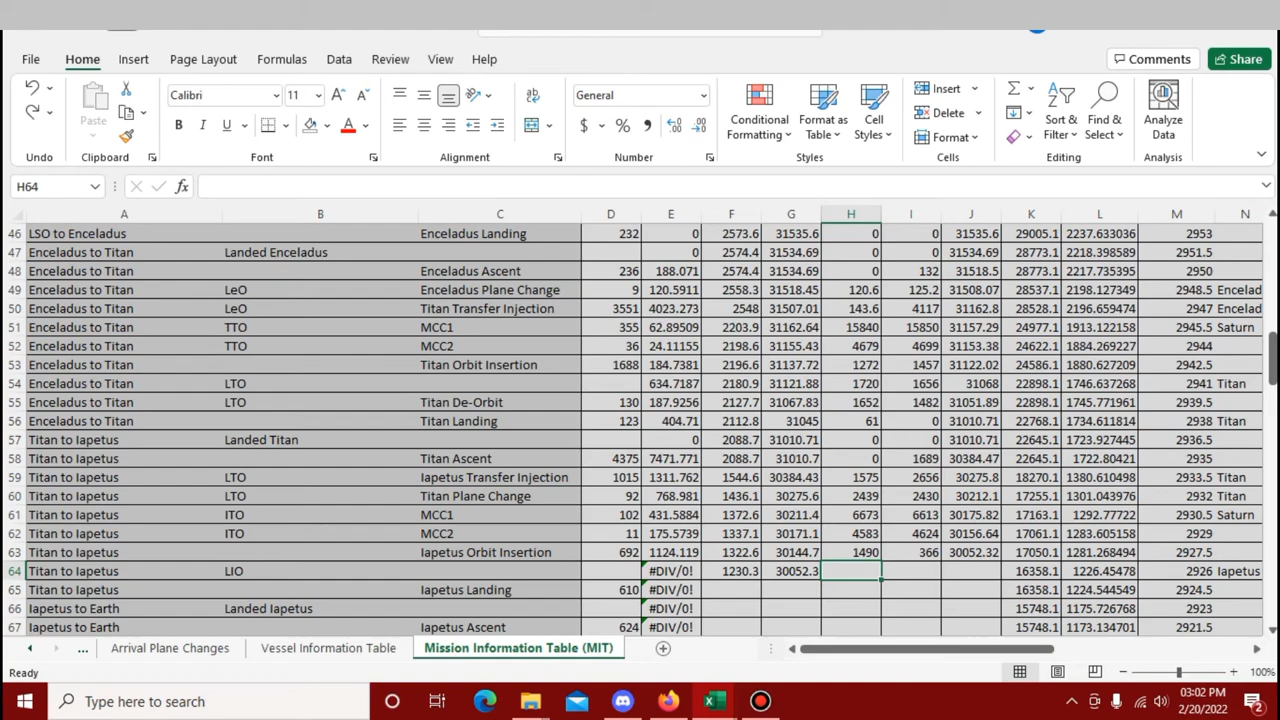 File Home Insert Page Layout Formulas Data Review View Help Comments Share
Calibri 11 General Insert Delete Format
Paste Conditional Formatting Format as Table Cell Styles Sort & Filter Find & Select Analyze Data
Undo Clipboard Font Alignment Number Styles Cells Editing Analysis
H64
A B C D E F G H I J K L M N
46 LSO to Enceladus Enceladus Landing 232 0 2573.6 31535.6 0 0 31535.6 29005.1 2237.633036 2953
47 Enceladus to Titan Landed Enceladus 0 2574.4 31534.69 0 0 31534.69 28773.1 2218.398589 2951.5
48 Enceladus to Titan Enceladus Ascent 236 188.071 2574.4 31534.69 0 132 31518.5 28773.1 2217.735395 2950
49 Enceladus to Titan LeO Enceladus Plane Change 9 120.5911 2558.3 31518.45 120.6 125.2 31508.07 28537.1 2198.127349 2948.5 Encelad
50 Enceladus to Titan LeO Titan Transfer Injection 3551 4023.273 2548 31507.01 143.6 4117 31162.8 28528.1 2196.659474 2947 Encelad
51 Enceladus to Titan TTO MCC1 355 62.89509 2203.9 31162.64 15840 15850 31157.29 24977.1 1913.122158 2945.5 Saturn
52 Enceladus to Titan TTO MCC2 36 24.11155 2198.6 31155.43 4679 4699 31153.38 24622.1 1884.269227 2944
53 Enceladus to Titan Titan Orbit Insertion 1688 184.7381 2196.6 31137.72 1272 1457 31122.02 24586.1 1880.627209 2942.5
54 Enceladus to Titan LTO 634.7187 2180.9 31121.88 1720 1656 31068 22898.1 1746.637268 2941 Titan
55 Enceladus to Titan LTO Titan De-Orbit 130 187.9256 2127.7 31067.83 1652 1482 31051.89 22898.1 1745.771961 2939.5
56 Enceladus to Titan Titan Landing 123 404.71 2112.8 31045 61 0 31010.71 22768.1 1734.611814 2938 Titan
57 Titan to Iapetus Landed Titan 0 2088.7 31010.71 0 0 31010.71 22645.1 1723.927445 2936.5
58 Titan to Iapetus Titan Ascent 4375 7471.771 2088.7 31010.7 0 1689 30384.47 22645.1 1722.80421 2935
59 Titan to Iapetus LTO Iapetus Transfer Injection 1015 1311.762 1544.6 30384.43 1575 2656 30275.8 18270.1 1380.610498 2933.5 Titan
60 Titan to Iapetus LTO Titan Plane Change 92 768.981 1436.1 30275.6 2439 2430 30212.1 17255.1 1301.043976 2932 Titan
61 Titan to Iapetus ITO MCC1 102 431.5884 1372.6 30211.4 6673 6613 30175.82 17163.1 1292.77722 2930.5 Saturn
62 Titan to Iapetus ITO MCC2 11 175.5739 1337.1 30171.1 4583 4624 30156.64 17061.1 1283.605158 2929
63 Titan to Iapetus Iapetus Orbit Insertion 692 1124.119 1322.6 30144.7 1490 366 30052.32 17050.1 1281.268494 2927.5
64 Titan to Iapetus LIO #DIV/0! 1230.3 30052.3 16358.1 1226.45478 2926 Iapetus
65 Titan to Iapetus Iapetus Landing 610 #DIV/0! 16358.1 1224.544549 2924.5
66 Iapetus to Earth Landed Iapetus #DIV/0! 15748.1 1175.726768 2923
67 Iapetus to Earth Iapetus Ascent 624 #DIV/0! 15748.1 1173.134701 2921.5
... Arrival Plane Changes Vessel Information Table Mission Information Table (MIT)
Ready 100%
Type here to search 03:02 PM
2/20/2022 2